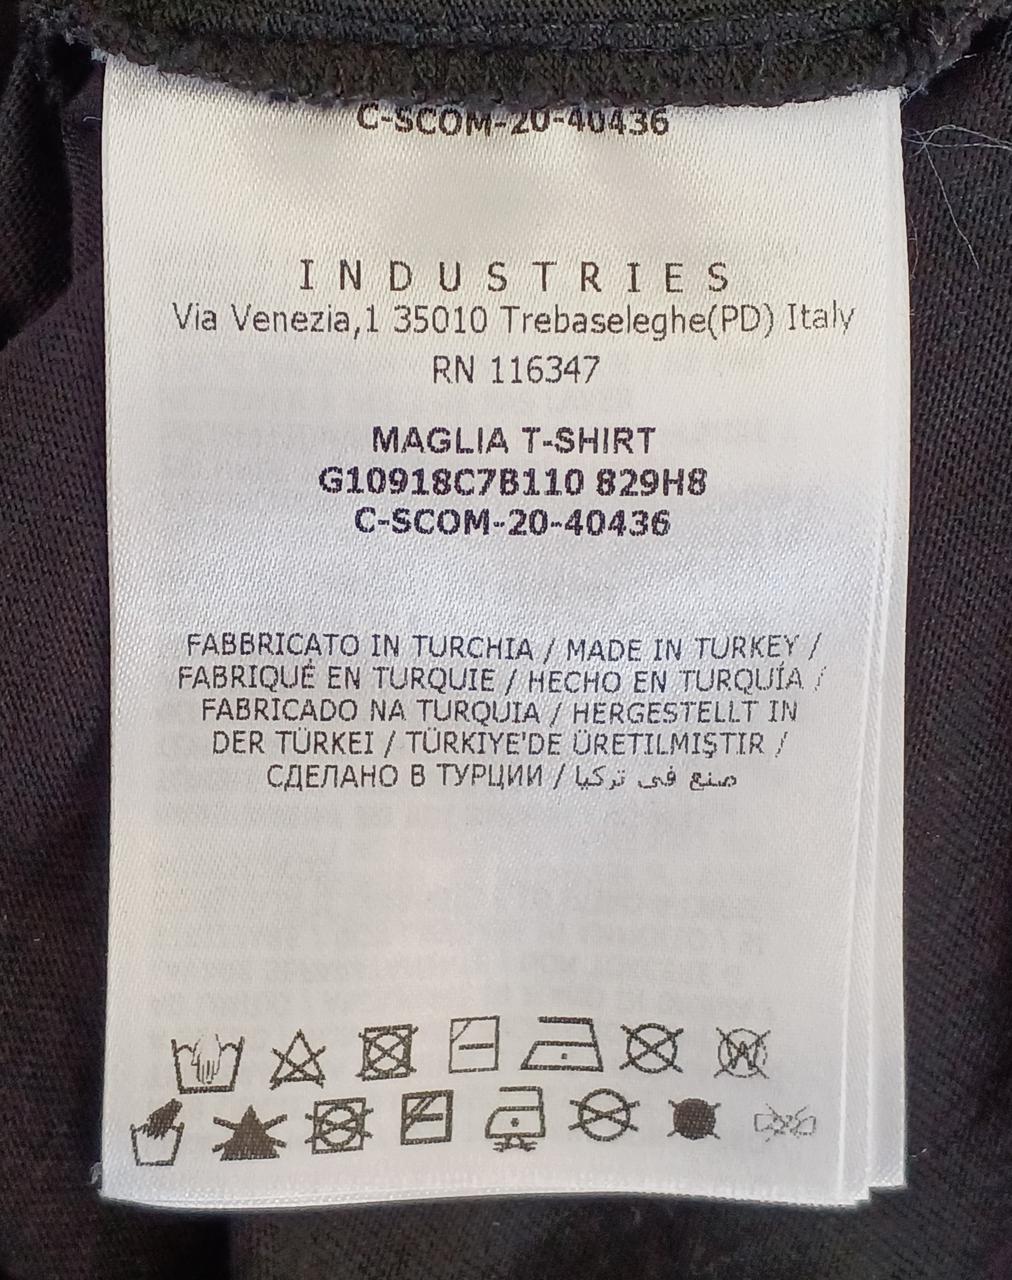 C-SCOM-20-40436
INDUSTRIES
Via Venezia,1 35010 Trebaseleghe(PD) Italy
RN 116347
MAGLIA T-SHIRT
G10918C7B110 829H8
C-SCOM-20-40436
FABBRICATO IN TURCHIA / MADE IN TURKEY /
FABRIQUÉ EN TURQUIE / HECHO EN TURQUÍA /
FABRICADO NA TURQUIA / HERGESTELLT IN
DER TÜRKEI / TÜRKIYE'DE ÜRETILMIŞTIR /
СДЕЛАНО В ТУРЦИИ / صنع في تركيا
W